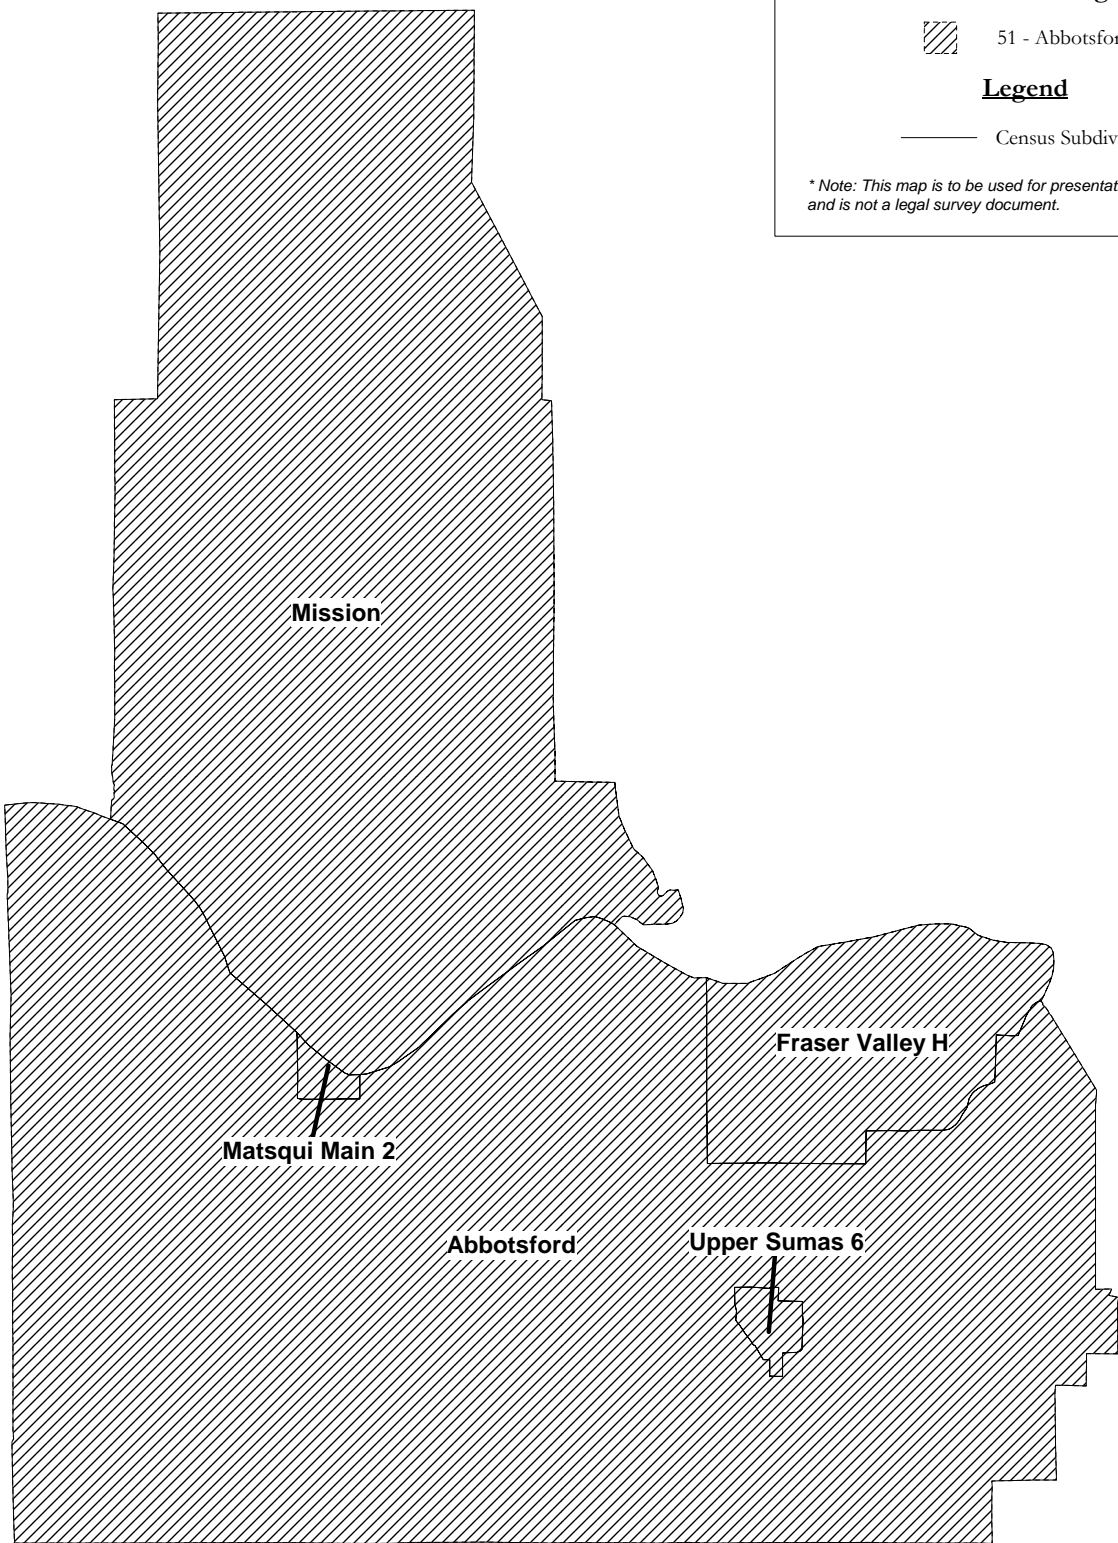 51 - Abbotsfor
Legend
Census Subdiv
* Note: This map is to be used for presentat
and is not a legal survey document.
Mission
Fraser Valley H
Matsqui Main 2
Abbotsford
Upper Sumas 6